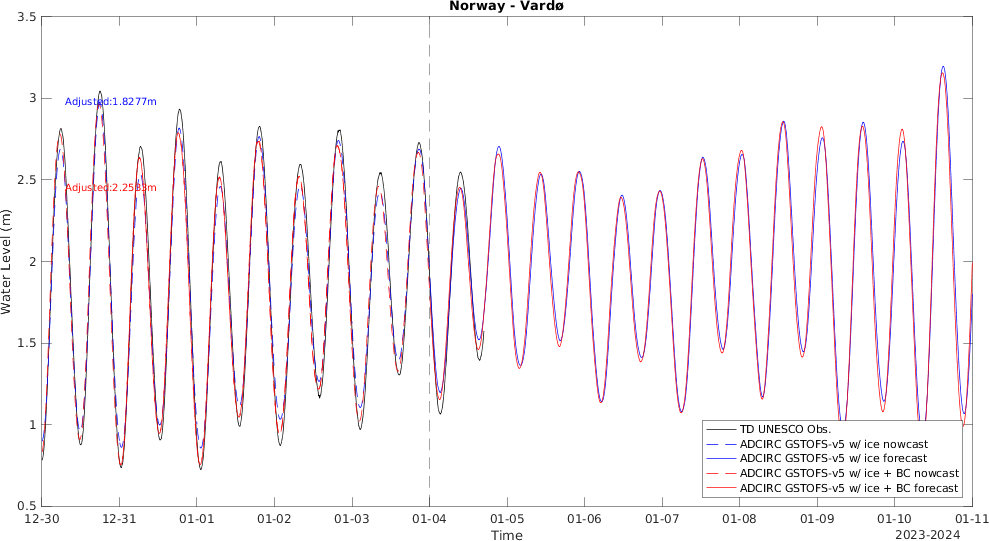 Norway - Vardø
3.5
3
2.5
2
1.5
1
0.5
Water Level (m)
Adjusted:1.8277m
Adjusted:2.2533m
TD UNESCO Obs.
ADCIRC GSTOFS-v5 w/ ice nowcast
ADCIRC GSTOFS-v5 w/ ice forecast
ADCIRC GSTOFS-v5 w/ ice + BC nowcast
ADCIRC GSTOFS-v5 w/ ice + BC forecast
12-30 12-31 01-01 01-02 01-03 01-04 01-05 01-06 01-07 01-08 01-09 01-10 01-11
Time
2023-2024